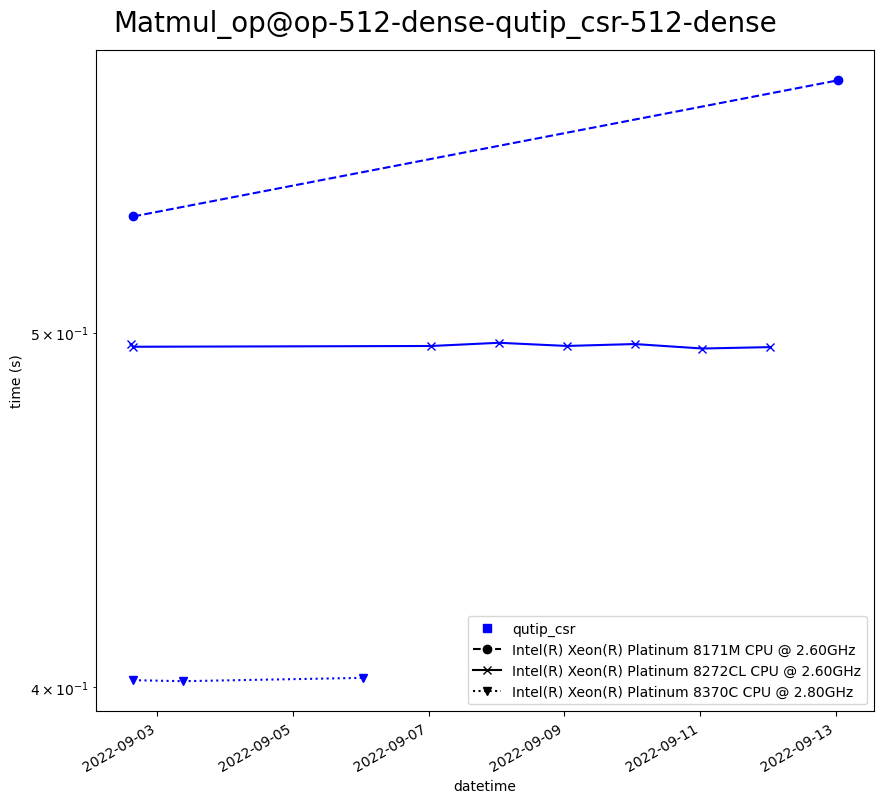 Matmul_op@op-512-dense-qutip_csr-512-dense
time (s)
5 × 10⁻¹
4 × 10⁻¹
qutip_csr
Intel(R) Xeon(R) Platinum 8171M CPU @ 2.60GHz
Intel(R) Xeon(R) Platinum 8272CL CPU @ 2.60GHz
Intel(R) Xeon(R) Platinum 8370C CPU @ 2.80GHz
2022-09-03
2022-09-05
2022-09-07
2022-09-09
2022-09-11
2022-09-13
datetime